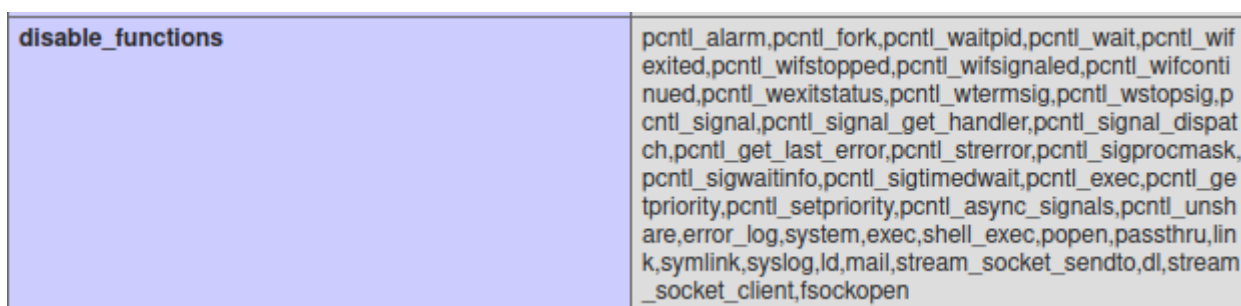 disable_functions
pcntl_alarm,pcntl_fork,pcntl_waitpid,pcntl_wait,pcntl_wif
exited,pcntl_wifstopped,pcntl_wifsignaled,pcntl_wifconti
nued,pcntl_wexitstatus,pcntl_wtermsig,pcntl_wstopsig,p
cntl_signal,pcntl_signal_get_handler,pcntl_signal_dispat
ch,pcntl_get_last_error,pcntl_strerror,pcntl_sigprocmask,
pcntl_sigwaitinfo,pcntl_sigtimedwait,pcntl_exec,pcntl_ge
tpriority,pcntl_setpriority,pcntl_async_signals,pcntl_unsh
are,error_log,system,exec,shell_exec,popen,passthru,lin
k,symlink,syslog,ld,mail,stream_socket_sendto,dl,stream
_socket_client,fsockopen